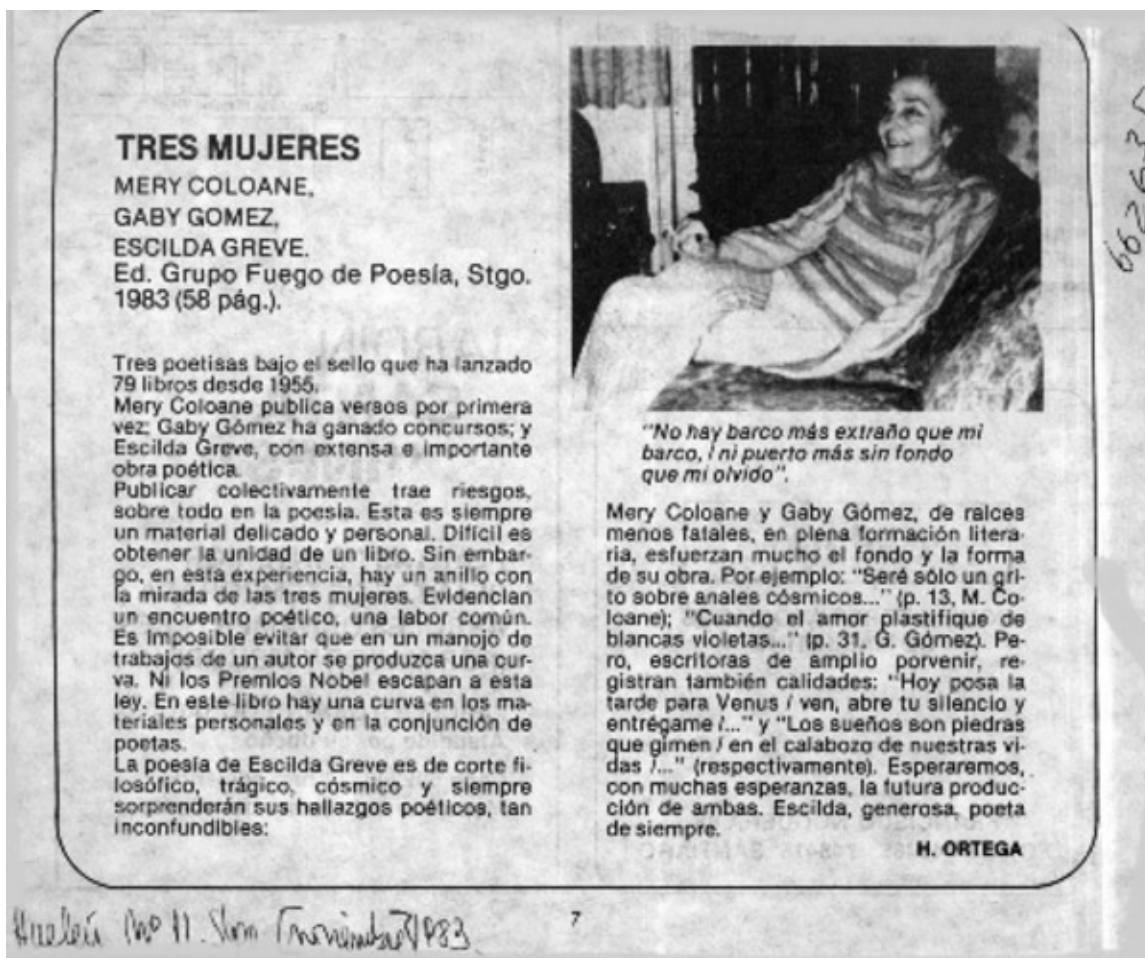 TRES MUJERES
MERY COLOANE,
GABY GOMEZ,
ESCILDA GREVE.
Ed. Grupo Fuego de Poesía, Stgo.
1983 (58 pág.).
Tres poetisas bajo el sello que ha lanzado
79 libros desde 1955.
Mery Coloane publica versos por primera
vez; Gaby Gómez ha ganado concursos; y
Escilda Greve, con extensa e importante
obra poética.
Publicar colectivamente trae riesgos,
sobre todo en la poesía. Esta es siempre
un material delicado y personal. Difícil es
obtener la unidad de un libro. Sin embar-
go, en esta experiencia, hay un anillo con
la mirada de las tres mujeres. Evidencian
un encuentro poético, una labor común.
Es imposible evitar que en un manojo de
trabajos de un autor se produzca una cur-
va. Ni los Premios Nobel escapan a esta
ley. En este libro hay una curva en los ma-
teriales personales y en la conjunción de
poetas.
La poesía de Escilda Greve es de corte fi-
losófico, trágico, cósmico y siempre
sorprenderán sus hallazgos poéticos, tan
inconfundibles:
"No hay barco más extraño que mi
barco, / ni puerto más sin fondo
que mi olvido".
Mery Coloane y Gaby Gómez, de raíces
menos fatales, en plena formación litera-
ria, esfuerzan mucho el fondo y la forma
de su obra. Por ejemplo: "Seré sólo un gri-
to sobre anales cósmicos..." (p. 13, M. Co-
loane); "Cuando el amor plastifique de
blancas violetas..." (p. 31, G. Gómez). Pe-
ro, escritoras de amplio porvenir, re-
gistran también calidades: "Hoy posa la
tarde para Venus / ven, abre tu silencio y
entrégame /..." y "Los sueños son piedras
que gimen / en el calabozo de nuestras vi-
das /..." (respectivamente). Esperaremos,
con muchas esperanzas, la futura produc-
ción de ambas. Escilda, generosa, poeta
de siempre.
H. ORTEGA
7
Nº 11. noviembre 1983